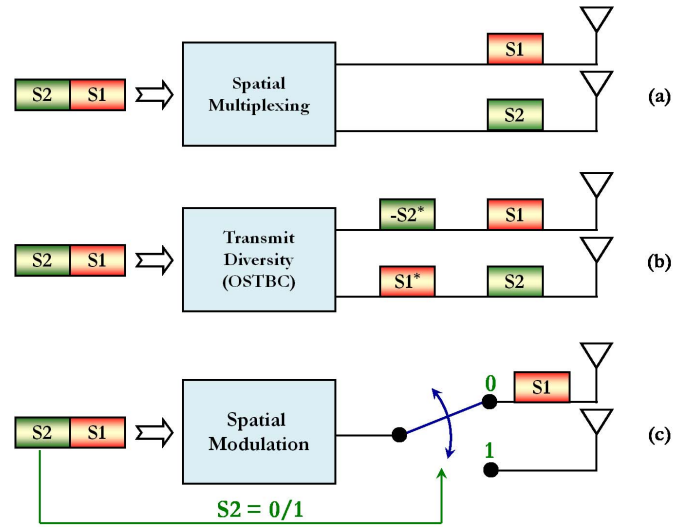 S2 S1
Spatial
Multiplexing
S1
S2
(a)
S2 S1
Transmit
Diversity
(OSTBC)
-S2* S1
S1* S2
(b)
S2 S1
Spatial
Modulation
0
S1
1
(c)
S2 = 0/1